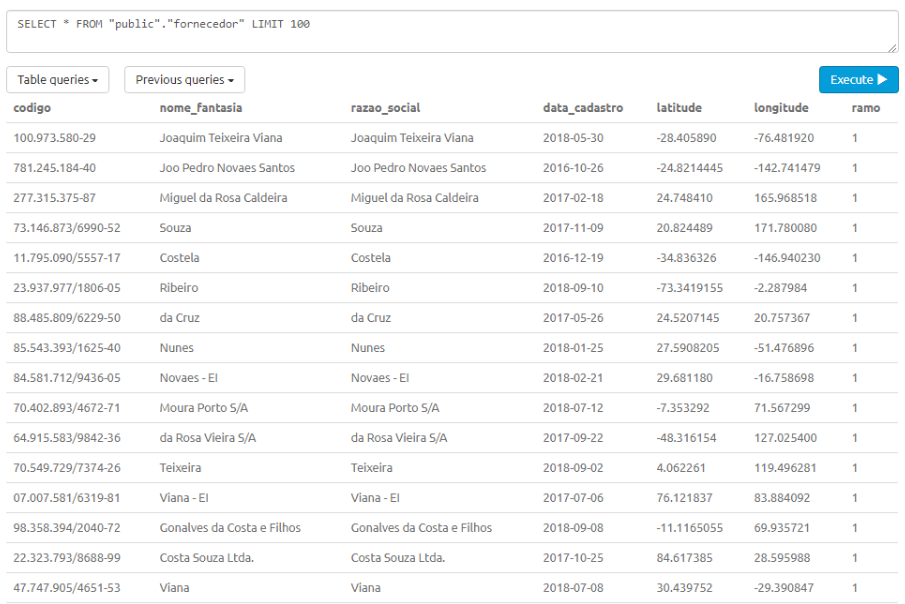 SELECT * FROM "public"."fornecedor" LIMIT 100
Table queries Previous queries Execute
codigo nome_fantasia razao_social data_cadastro latitude longitude ramo
100.973.580-29 Joaquim Teixeira Viana Joaquim Teixeira Viana 2018-05-30 -28.405890 -76.481920 1
781.245.184-40 Joo Pedro Novaes Santos Joo Pedro Novaes Santos 2016-10-26 -24.8214445 -142.741479 1
277.315.375-87 Miguel da Rosa Caldeira Miguel da Rosa Caldeira 2017-02-18 24.748410 165.968518 1
73.146.873/6990-52 Souza Souza 2017-11-09 20.824489 171.780080 1
11.795.090/5557-17 Costela Costela 2016-12-19 -34.836326 -146.940230 1
23.937.977/1806-05 Ribeiro Ribeiro 2018-09-10 -73.3419155 -2.287984 1
88.485.809/6229-50 da Cruz da Cruz 2017-05-26 24.5207145 20.757367 1
85.543.393/1625-40 Nunes Nunes 2018-01-25 27.5908205 -51.476896 1
84.581.712/9436-05 Novaes - EI Novaes - EI 2018-02-21 29.681180 -16.758698 1
70.402.893/4672-71 Moura Porto S/A Moura Porto S/A 2018-07-12 -7.353292 71.567299 1
64.915.583/9842-36 da Rosa Vieira S/A da Rosa Vieira S/A 2017-09-22 -48.316154 127.025400 1
70.549.729/7374-26 Teixeira Teixeira 2018-09-02 4.062261 119.496281 1
07.007.581/6319-81 Viana - EI Viana - EI 2017-07-06 76.121837 83.884092 1
98.358.394/2040-72 Gonalves da Costa e Filhos Gonalves da Costa e Filhos 2018-09-08 -11.1165055 69.935721 1
22.323.793/8688-99 Costa Souza Ltda. Costa Souza Ltda. 2017-10-25 84.617385 28.595988 1
47.747.905/4651-53 Viana Viana 2018-07-08 30.439752 -29.390847 1